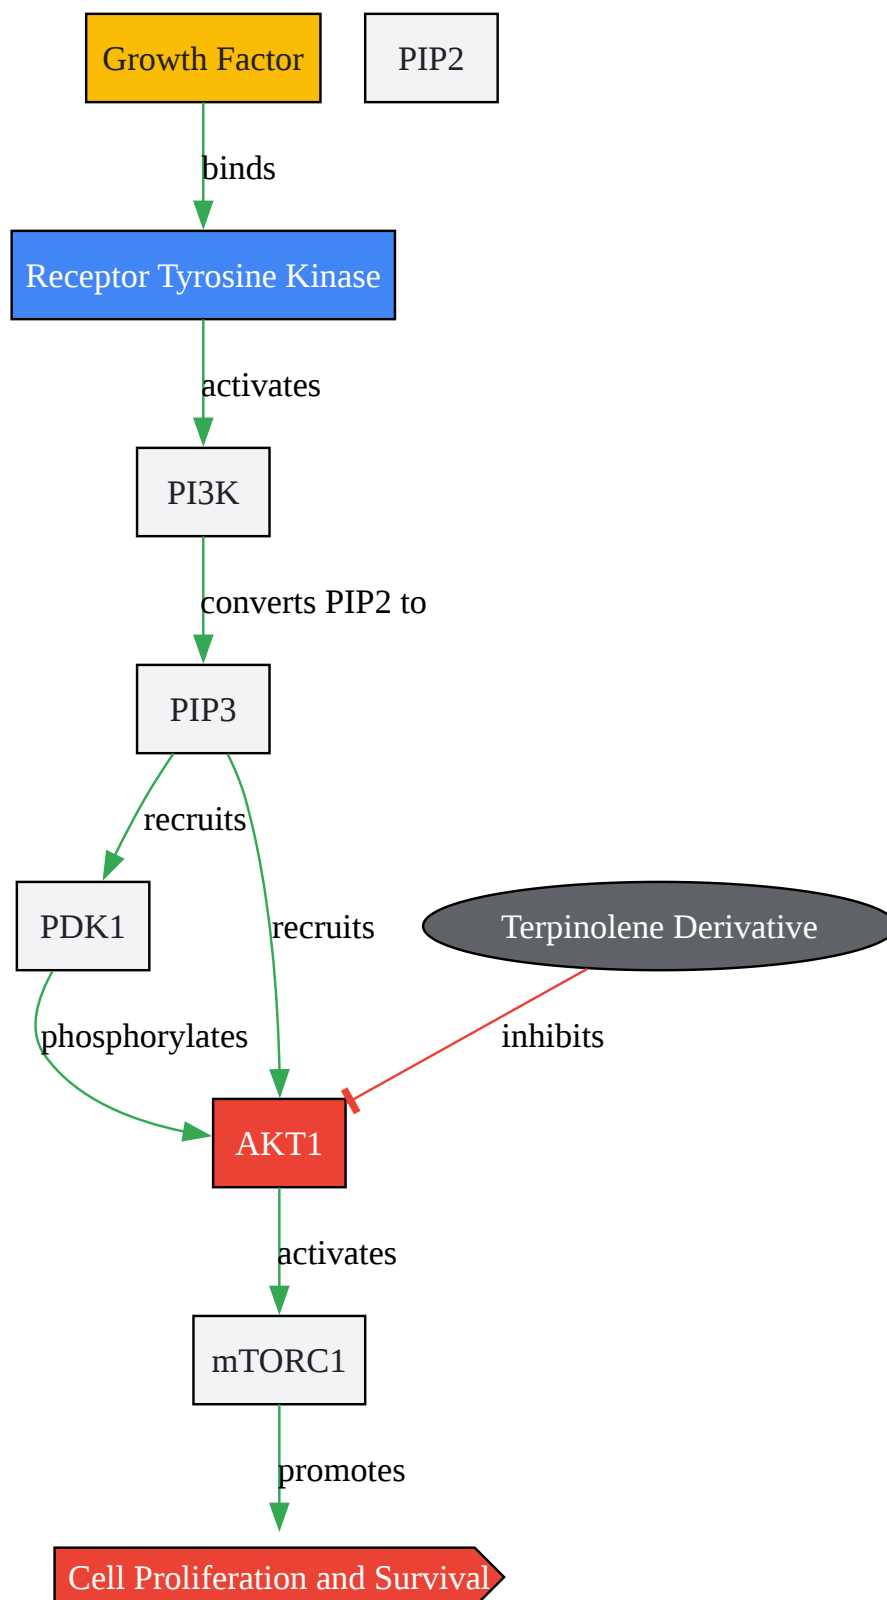 Growth Factor
PIP2
binds
Receptor Tyrosine Kinase
activates
PI3K
converts PIP2 to
PIP3
recruits
PDK1
recruits
Terpinolene Derivative
phosphorylates
inhibits
AKT1
activates
mTORC1
promotes
Cell Proliferation and Survival